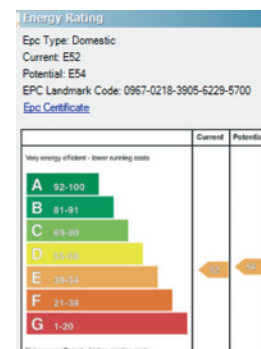 Energy Rating
Epc Type: Domestic
Current: E52
Potential: E54
EPC Landmark Code: 0967-0218-3905-6229-5700
Epc Certificate
Current Potentia
Very energy efficient - lower running costs
A 92-100
B 81-91
C 69-80
D
E 39-54
F 21-38
G 1-20